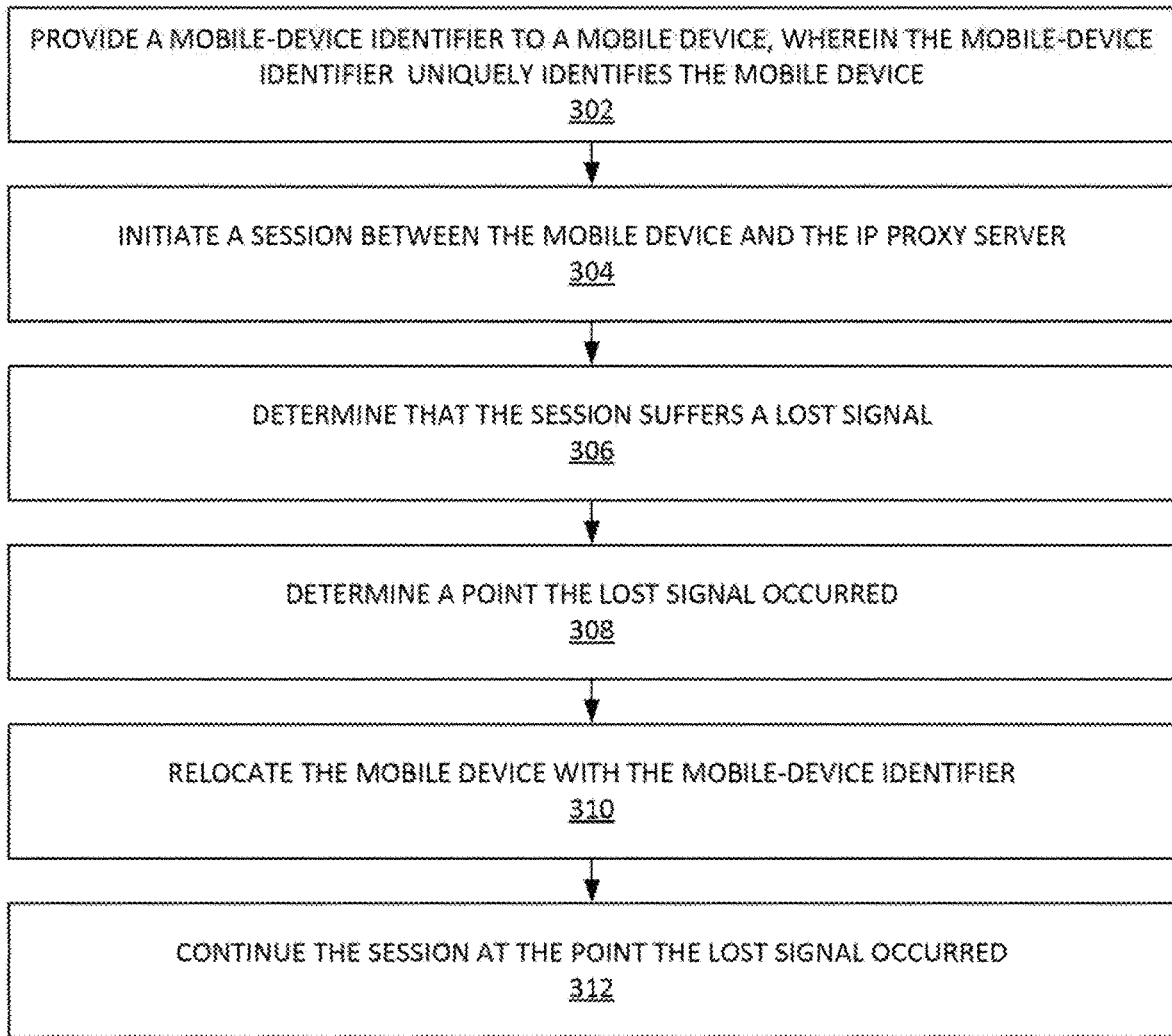 PROVIDE A MOBILE-DEVICE IDENTIFIER TO A MOBILE DEVICE, WHEREIN THE MOBILE-DEVICE
IDENTIFIER UNIQUELY IDENTIFIES THE MOBILE DEVICE
302
INITIATE A SESSION BETWEEN THE MOBILE DEVICE AND THE IP PROXY SERVER
304
DETERMINE THAT THE SESSION SUFFERS A LOST SIGNAL
306
DETERMINE A POINT THE LOST SIGNAL OCCURRED
308
RELOCATE THE MOBILE DEVICE WITH THE MOBILE-DEVICE IDENTIFIER
310
CONTINUE THE SESSION AT THE POINT THE LOST SIGNAL OCCURRED
312